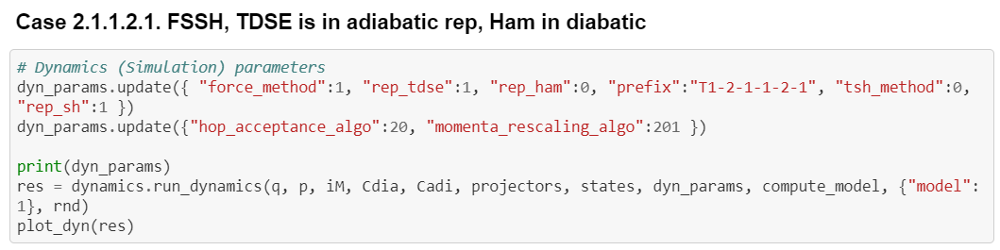 Case 2.1.1.2.1. FSSH, TDSE is in adiabatic rep, Ham in diabatic
# Dynamics (Simulation) parameters
dyn_params.update({ "force_method":1, "rep_tdse":1, "rep_ham":0, "prefix":"T1-2-1-1-2-1", "tsh_method":0,
"rep_sh":1 })
dyn_params.update({"hop_acceptance_algo":20, "momenta_rescaling_algo":201 })
print(dyn_params)
res = dynamics.run_dynamics(q, p, iM, Cdia, Cadi, projectors, states, dyn_params, compute_model, {"model":
1}, rnd)
plot_dyn(res)